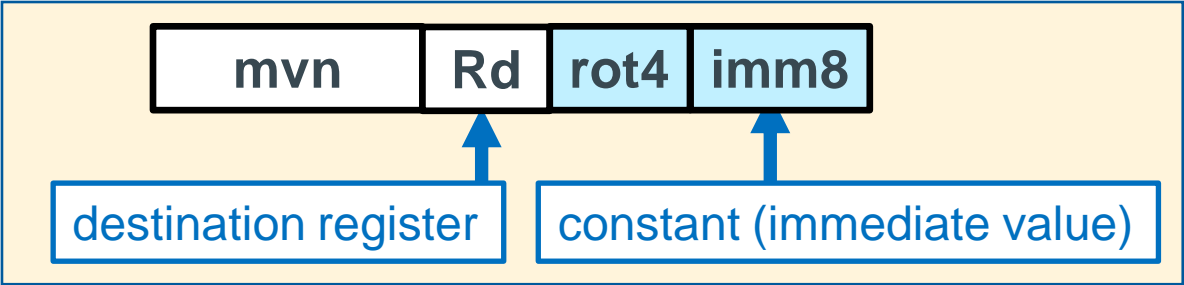 mvn Rd rot4 imm8
destination register constant (immediate value)